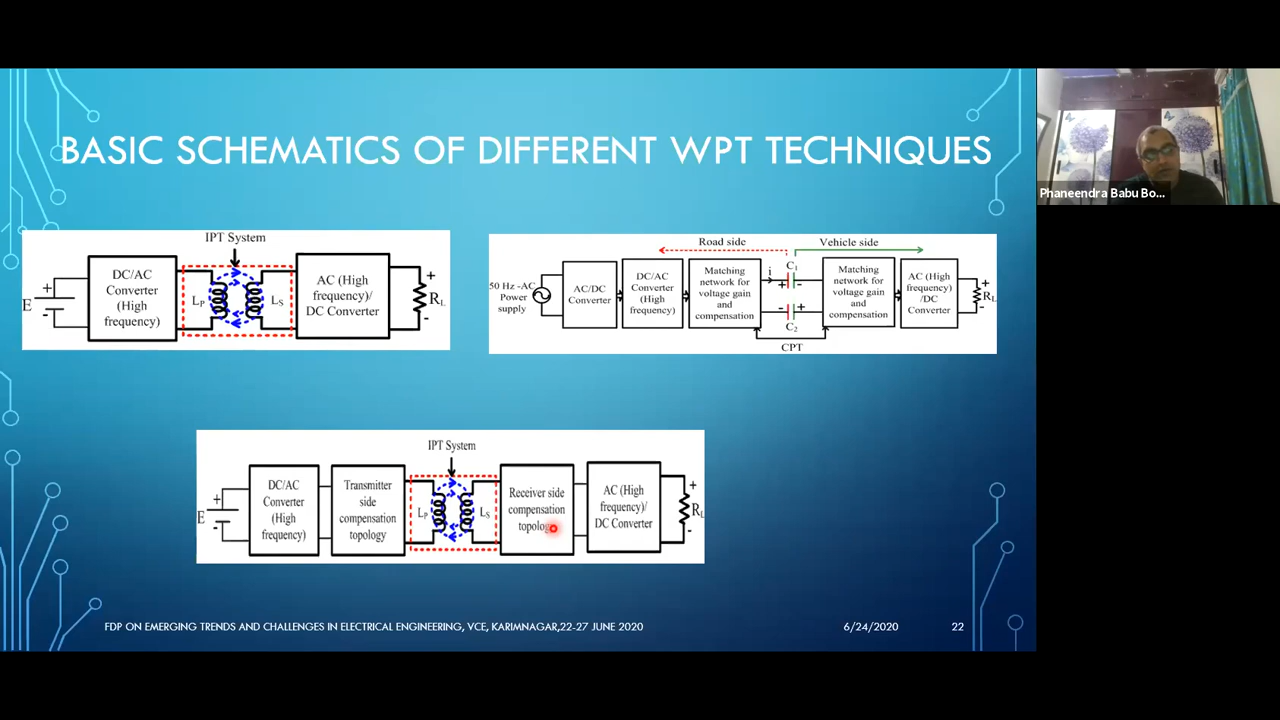 BASIC SCHEMATICS OF DIFFERENT WPT TECHNIQUES
Phaneendra Babu Bo...
IPT System
E
+
-
DC/AC
Converter
(High
frequency)
LP
LS
AC (High
frequency)/
DC Converter
+
RL
-
Road side
Vehicle side
50 Hz -AC
Power
supply
AC/DC
Converter
DC/AC
Converter
(High
frequency)
Matching
network for
voltage gain
and
compensation
i
C1
+ -
- +
C2
CPT
Matching
network for
voltage gain
and
compensation
AC (High
frequency)
/DC
Converter
+
RL
-
IPT System
E
+
-
DC/AC
Converter
(High
frequency)
Transmitter
side
compensation
topology
LP
LS
Receiver side
compensation
topology
AC (High
frequency)/
DC Converter
+
RL
-
FDP ON EMERGING TRENDS AND CHALLENGES IN ELECTRICAL ENGINEERING, VCE, KARIMNAGAR,22-27 JUNE 2020
6/24/2020
22